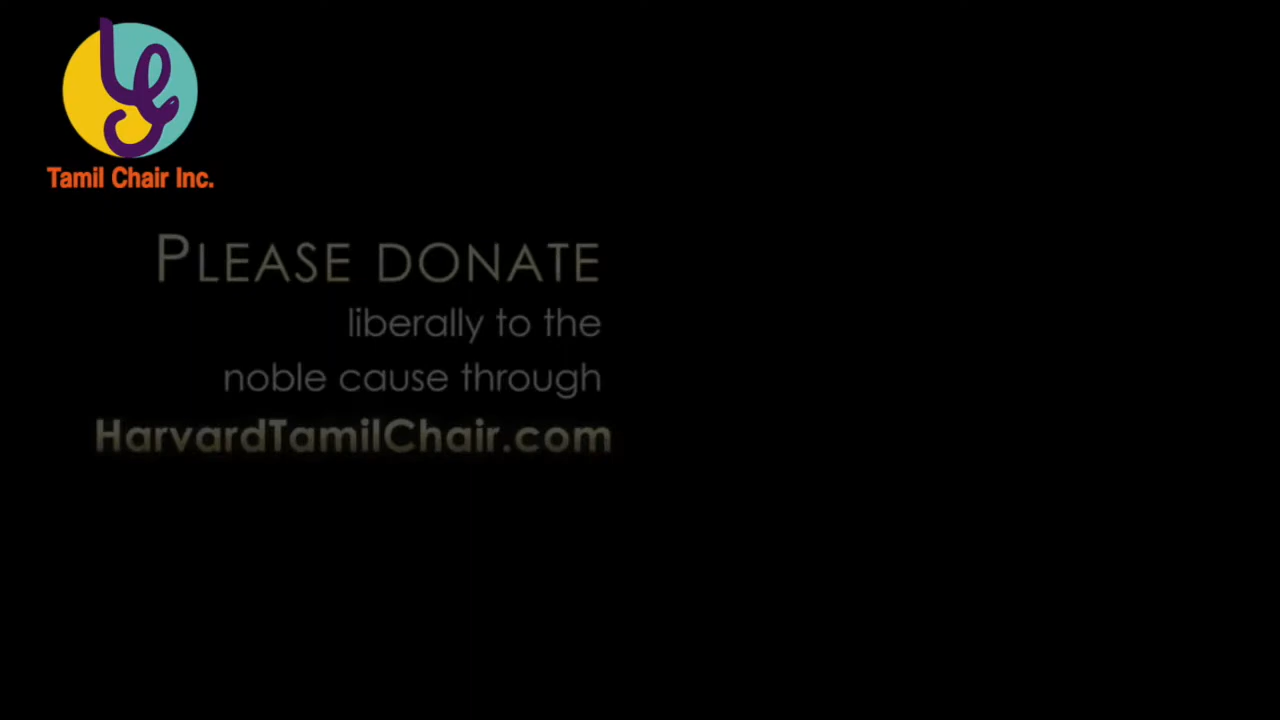 Tamil Chair Inc.
PLEASE DONATE
liberally to the
noble cause through
HarvardTamilChair.com